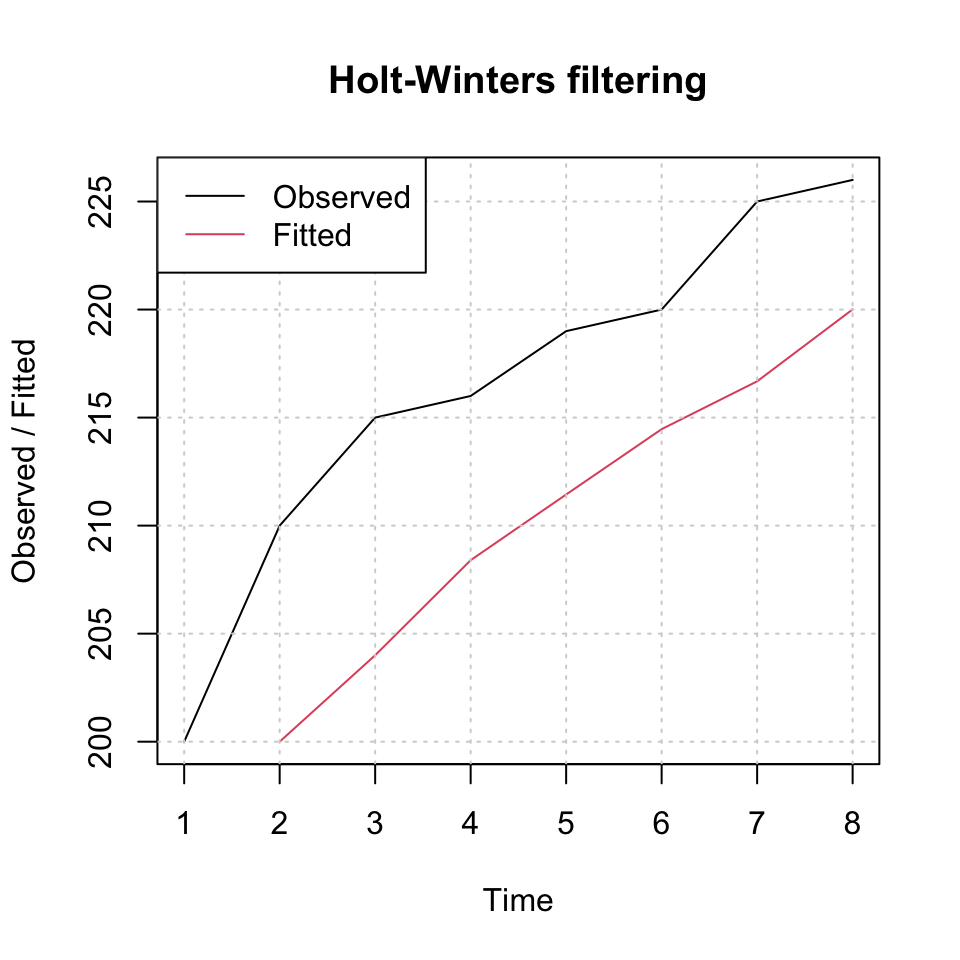 Holt-Winters filtering
Observed
Fitted
Observed / Fitted
225
220
215
210
205
200
1 2 3 4 5 6 7 8
Time